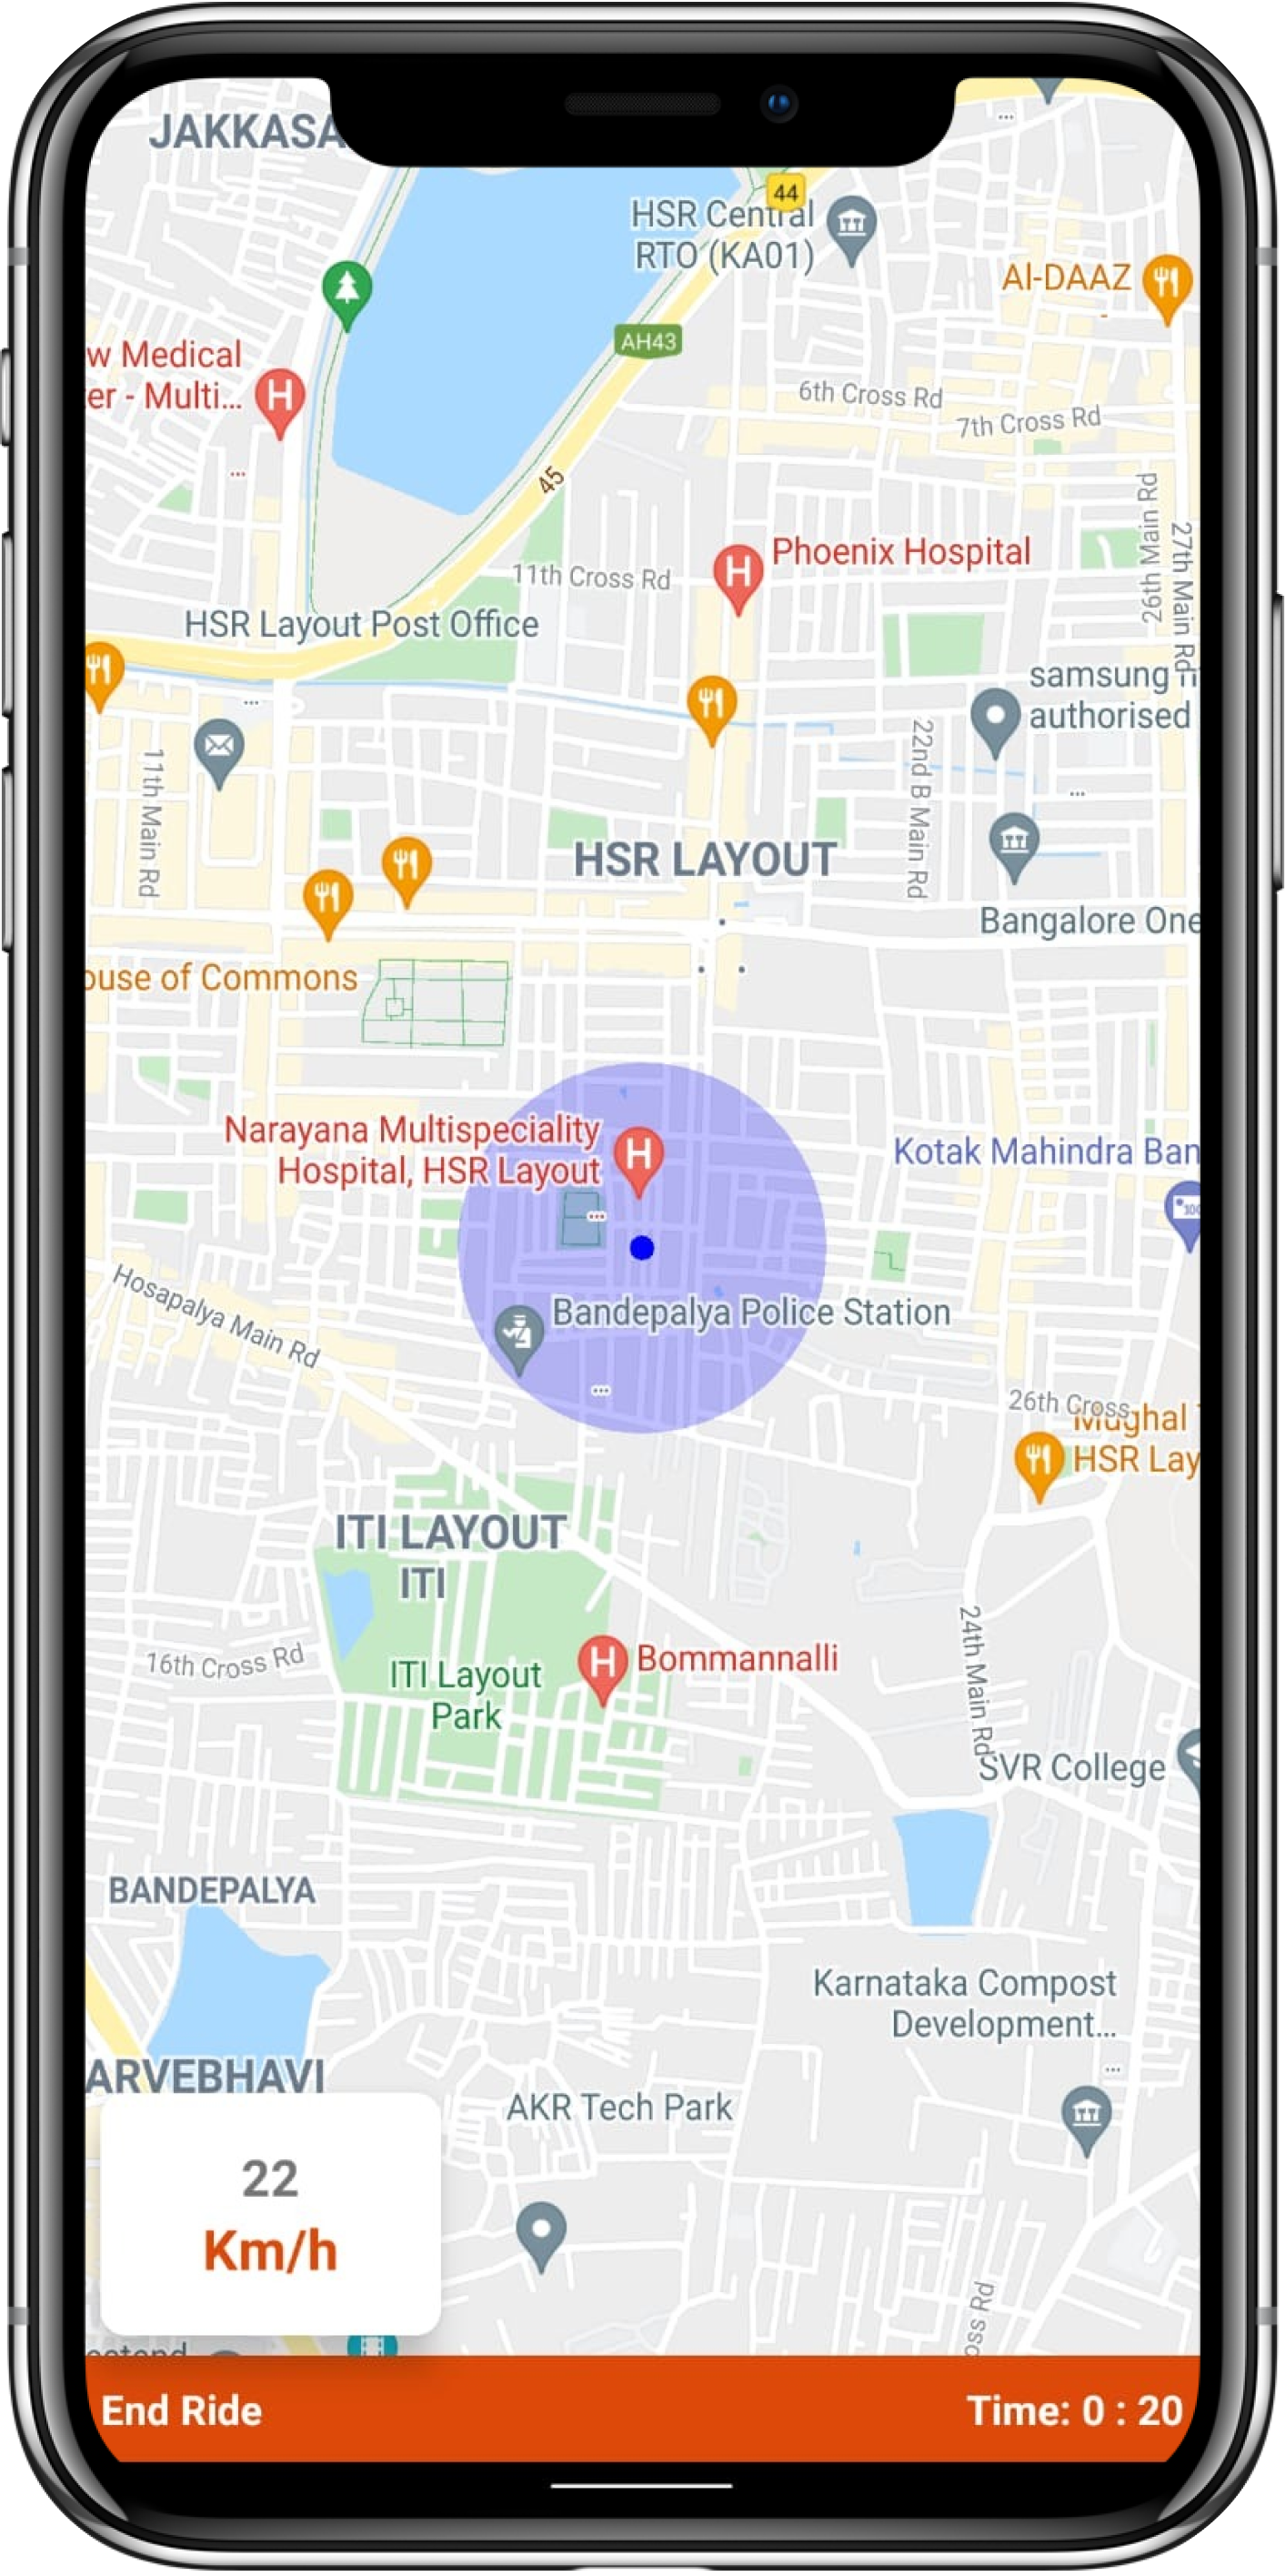 JAKKASA
44
HSR Central
RTO (KA01)
Al-DAAZ
AH43
w Medical
er - Multi...
H
6th Cross Rd
7th Cross Rd
45
26th Main Rd
27th Main Rd
H
Phoenix Hospital
11th Cross Rd
HSR Layout Post Office
samsung
authorised
11th Main Rd
22nd B Main Rd
HSR LAYOUT
Bangalore One
ouse of Commons
Narayana Multispeciality
Hospital, HSR Layout
H
Kotak Mahindra Ban
Hosapalya Main Rd
Bandepalya Police Station
26th Cross
Mughal
HSR Lay
ITI LAYOUT
ITI
24th Main Rd
16th Cross Rd
ITI Layout
Park
H
Bommannalli
SVR College
BANDEPALYA
Karnataka Compost
Development...
ARVEBHAVI
AKR Tech Park
22
Km/h
oss Rd
End Ride
Time: 0 : 20